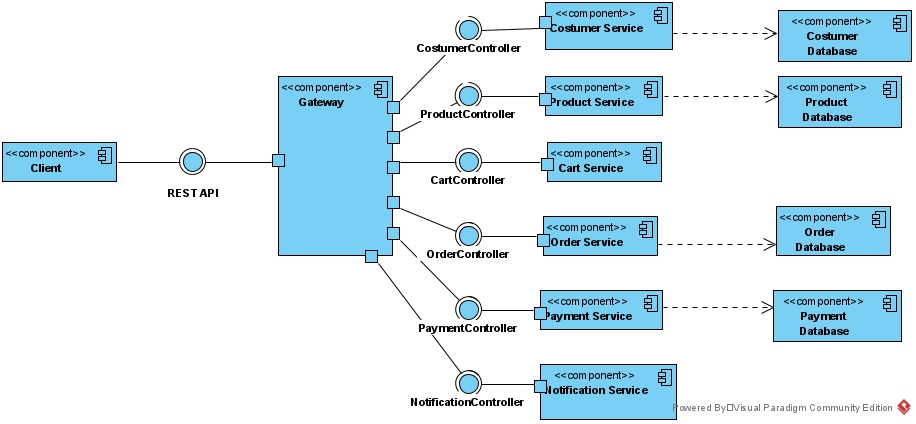 <<component>>
Client
REST API
<<component>>
Gateway
CostumerController
<<component>>
Costumer Service
<<component>>
Costumer
Database
ProductController
<<component>>
Product Service
<<component>>
Product
Database
CartController
<<component>>
Cart Service
OrderController
<<component>>
Order Service
<<component>>
Order
Database
PaymentController
<<component>>
Payment Service
<<component>>
Payment
Database
NotificationController
<<component>>
Notification Service
Powered By Visual Paradigm Community Edition